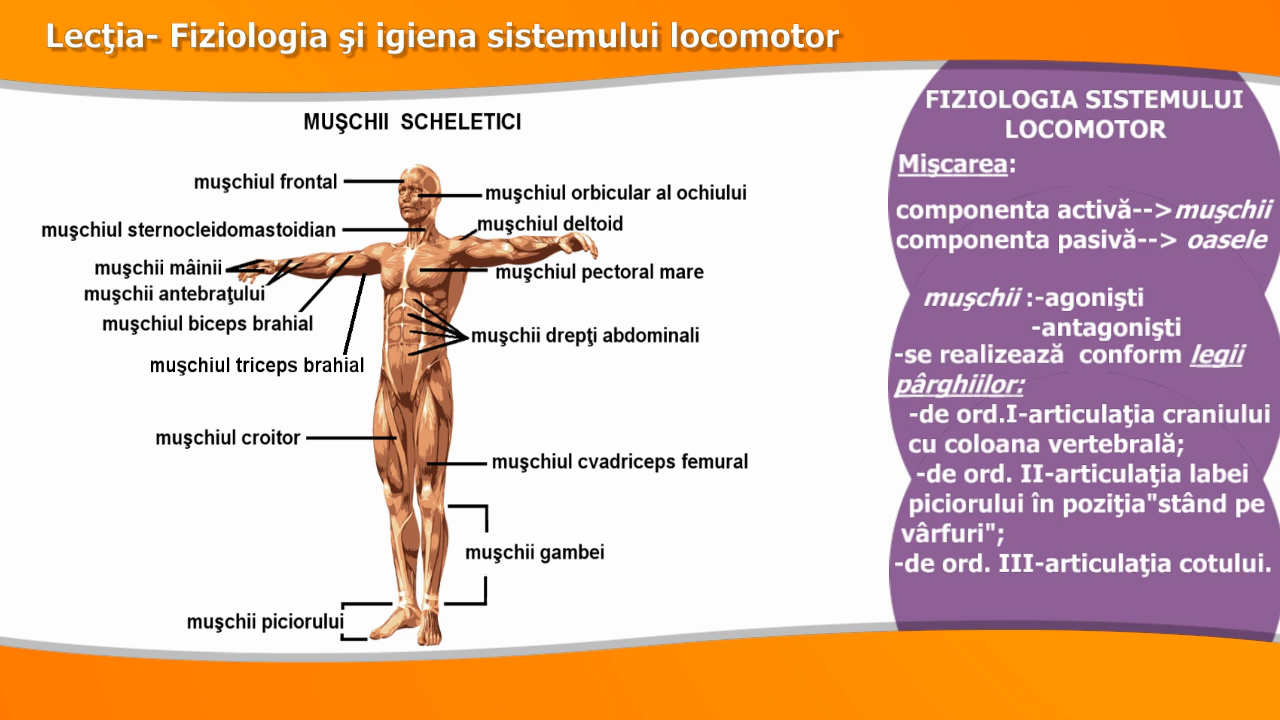 Lecţia- Fiziologia şi igiena sistemului locomotor
MUŞCHII SCHELETICI
muşchiul frontal
muşchiul orbicular al ochiului
muşchiul sternocleidomastoidian
muşchiul deltoid
muşchii mâinii
muşchiul pectoral mare
muşchii antebraţului
muşchiul biceps brahial
muşchii drepţi abdominali
muşchiul triceps brahial
muşchiul croitor
muşchiul cvadriceps femural
muşchii gambei
muşchii piciorului
FIZIOLOGIA SISTEMULUI
LOCOMOTOR
Mişcarea:
componenta activă-->muşchii
componenta pasivă--> oasele
muşchii :-agonişti
-antagonişti
-se realizează conform legii
pârghiilor:
-de ord.I-articulaţia craniului
cu coloana vertebrală;
-de ord. II-articulaţia labei
piciorului în poziţia"stând pe
vârfuri";
-de ord. III-articulaţia cotului.